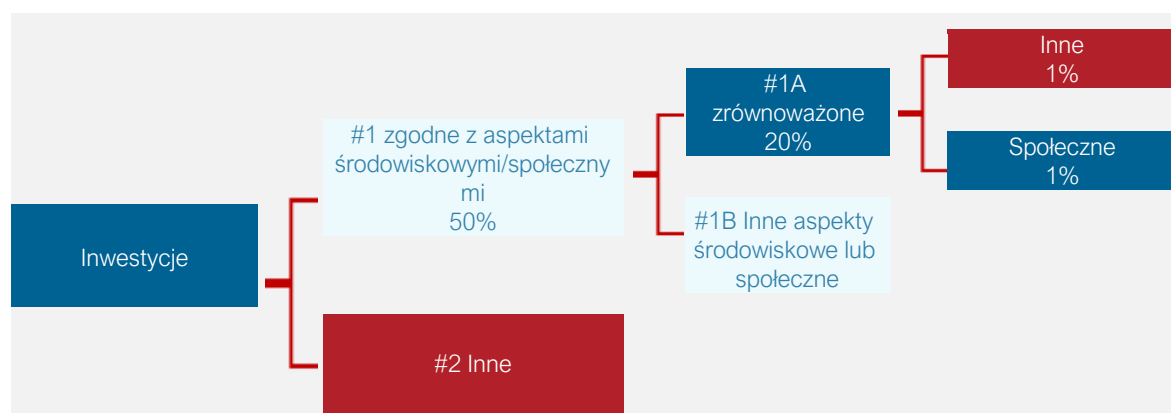 Inwestycje
#1 zgodne z aspektami
środowiskowymi/społeczny
mi
50%
#2 Inne
#1A
zrównoważone
20%
#1B Inne aspekty
środowiskowe lub
społeczne
Inne
1%
Społeczne
1%